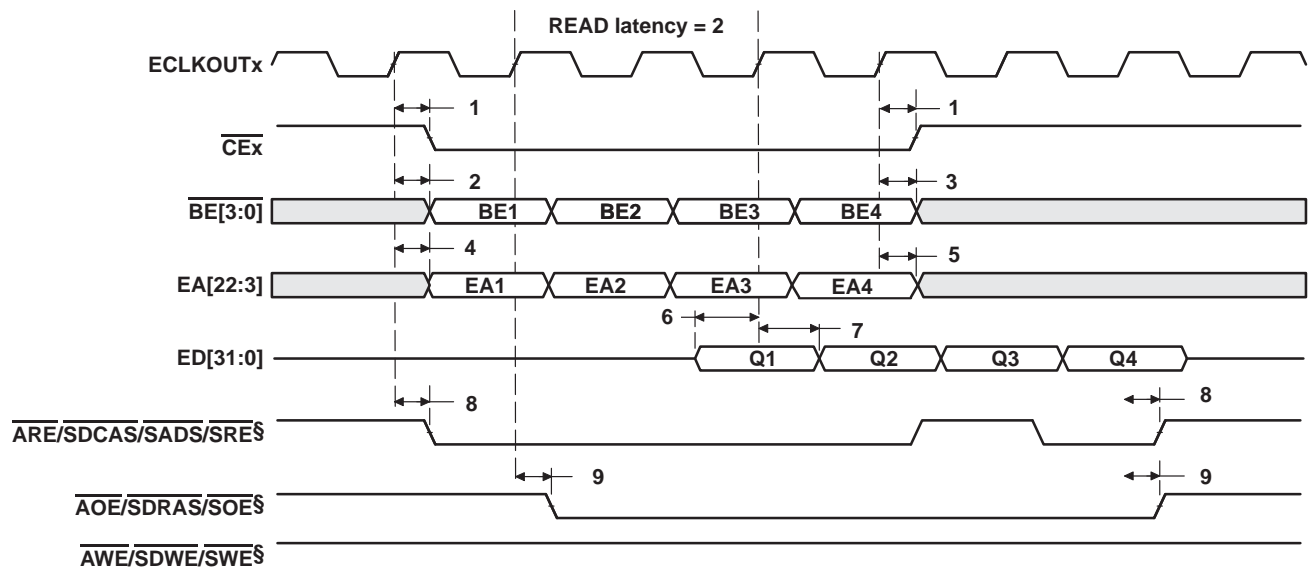 READ latency = 2
ECLKOUTx
1 1
CEx
2 3
BE[3:0] BE1 BE2 BE3 BE4
4 5
EA[22:3] EA1 EA2 EA3 EA4
6 7
ED[31:0] Q1 Q2 Q3 Q4
8 8
ARE/SDCAS/SADS/SRE§
9 9
AOE/SDRAS/SOE§
AWE/SDWE/SWE§